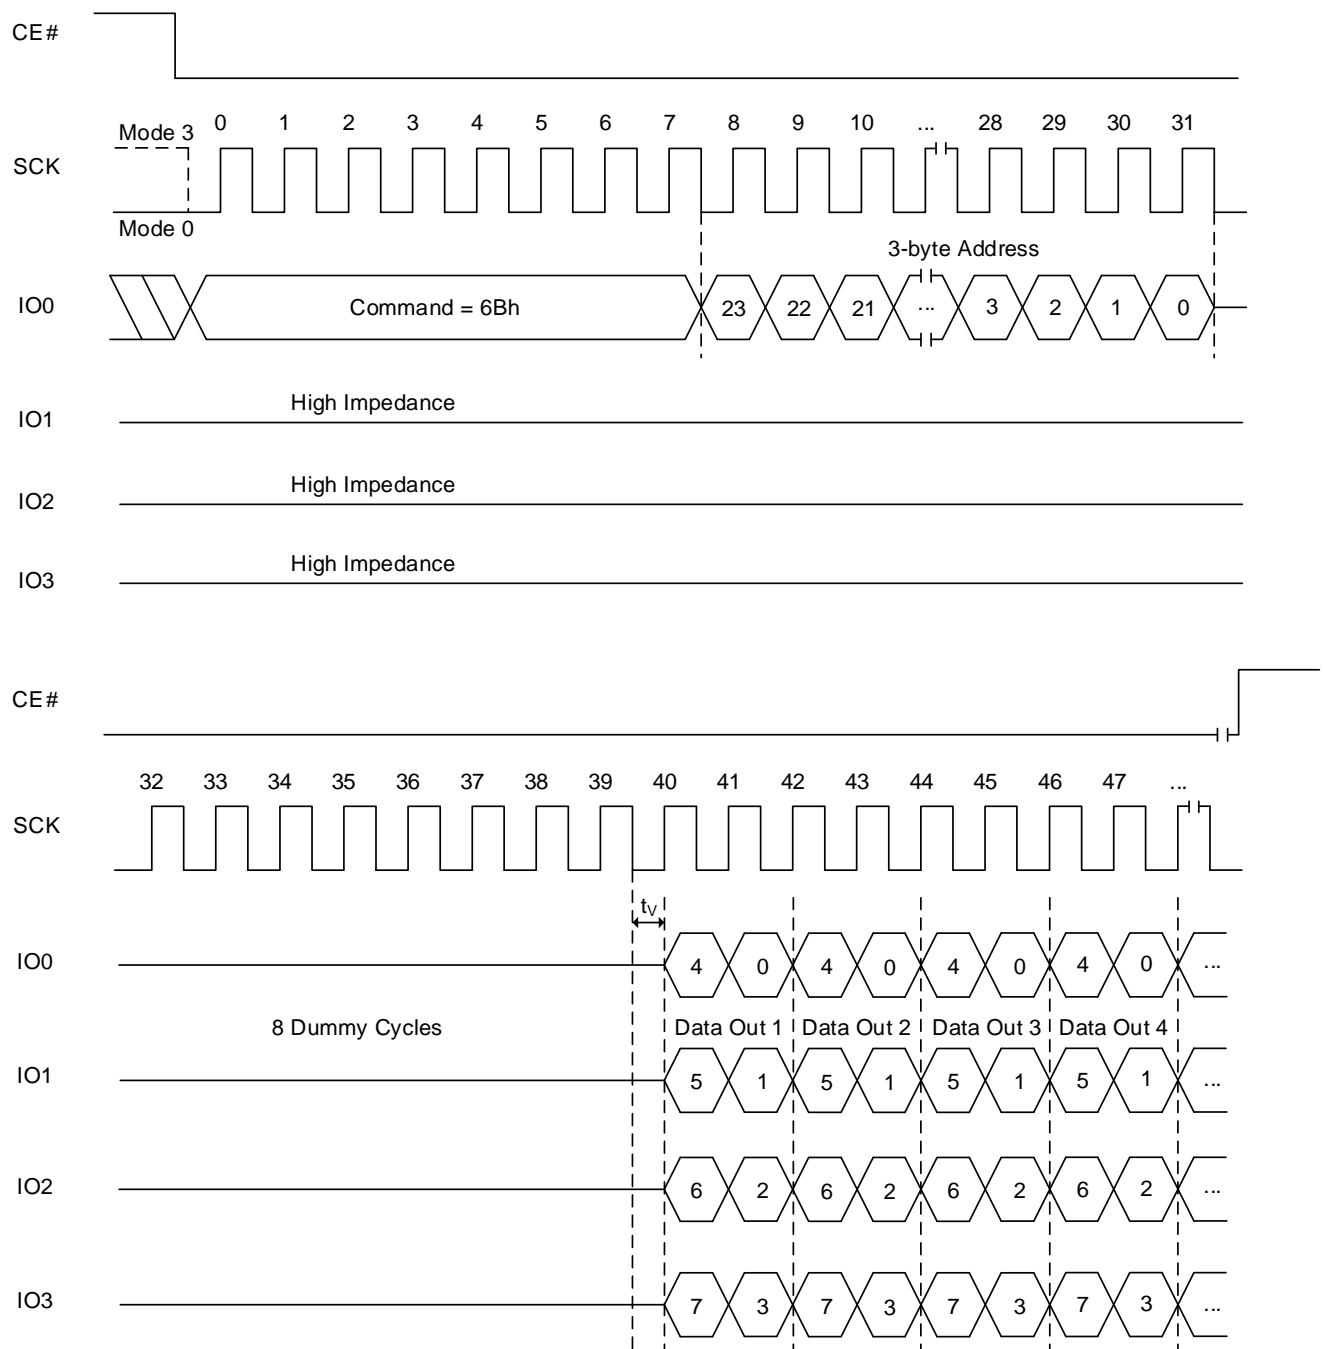 CE#
Mode 3 0 1 2 3 4 5 6 7 8 9 10 ... 28 29 30 31
SCK
Mode 0
3-byte Address
IO0 Command = 6Bh 23 22 21 ... 3 2 1 0
High Impedance
IO1
High Impedance
IO2
High Impedance
IO3
CE#
32 33 34 35 36 37 38 39 40 41 42 43 44 45 46 47 ...
SCK
tV
IO0 4 0 4 0 4 0 4 0 ...
8 Dummy Cycles Data Out 1 Data Out 2 Data Out 3 Data Out 4
IO1 5 1 5 1 5 1 5 1 ...
IO2 6 2 6 2 6 2 6 2 ...
IO3 7 3 7 3 7 3 7 3 ...